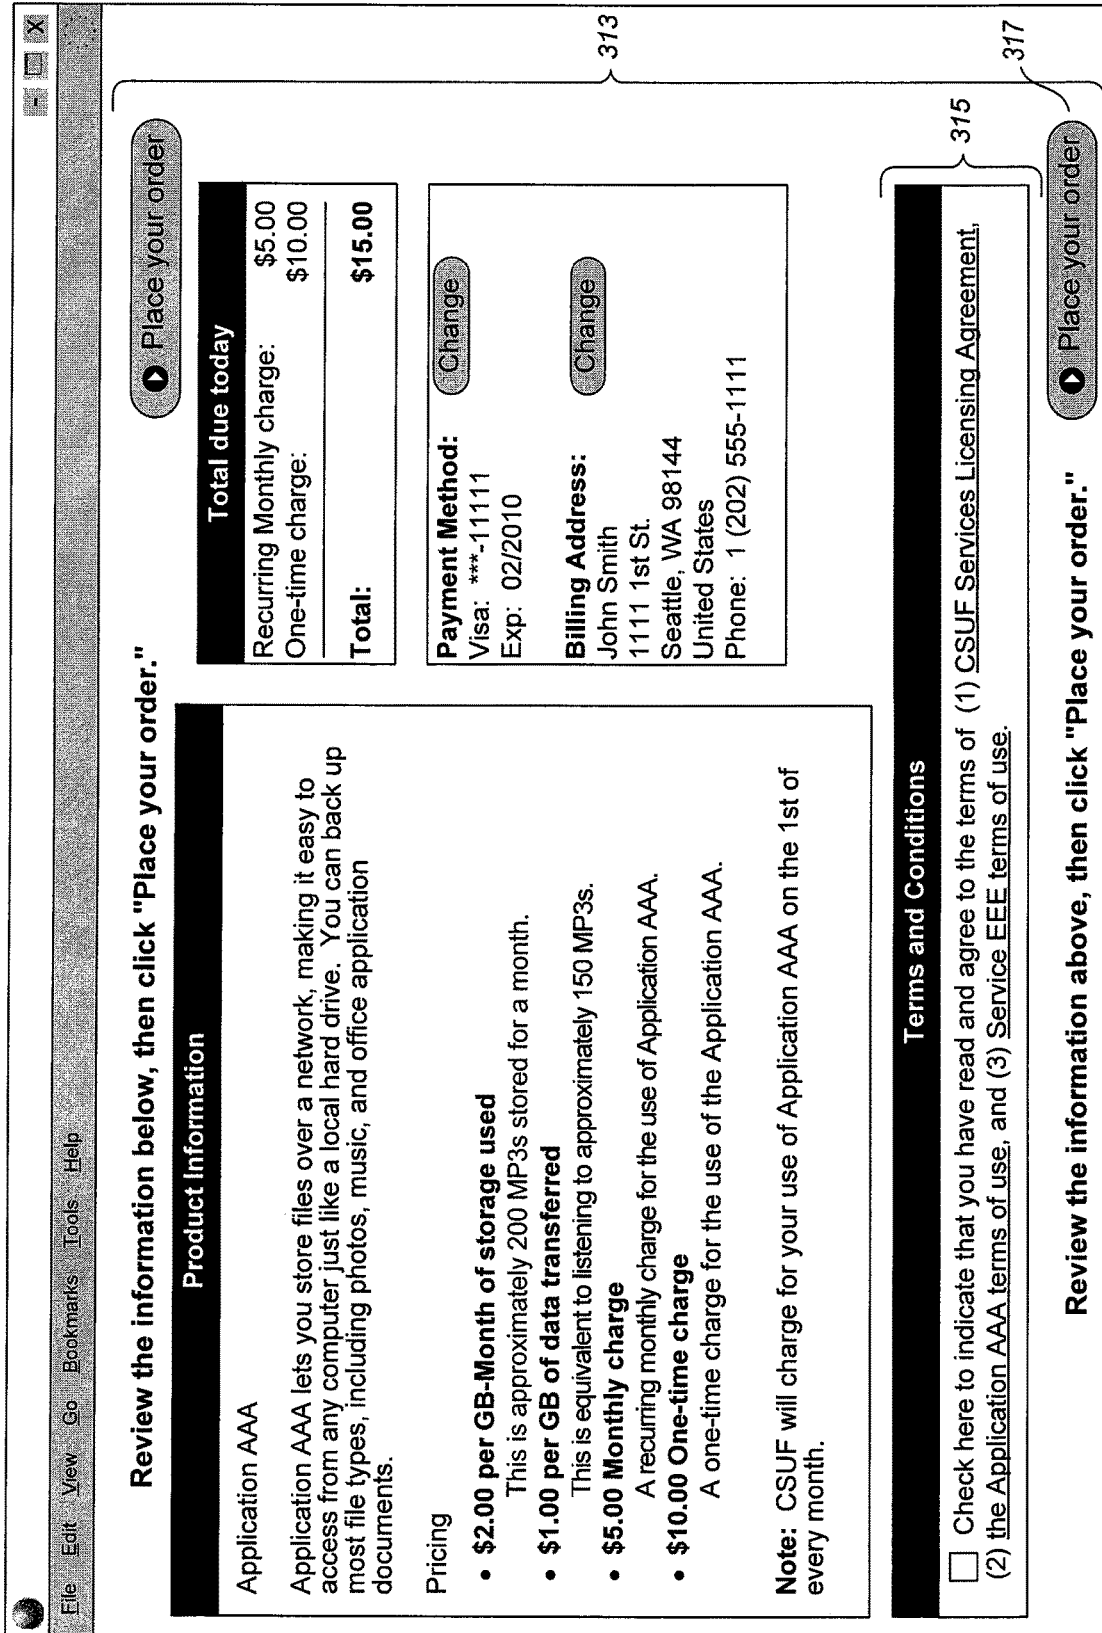 - □ X
File Edit View Go Bookmarks Tools Help
Review the information below, then click "Place your order."
Place your order
Product Information
Application AAA
Application AAA lets you store files over a network, making it easy to
access from any computer just like a local hard drive. You can back up
most file types, including photos, music, and office application
documents.
Pricing
• $2.00 per GB-Month of storage used
This is approximately 200 MP3s stored for a month.
• $1.00 per GB of data transferred
This is equivalent to listening to approximately 150 MP3s.
• $5.00 Monthly charge
A recurring monthly charge for the use of Application AAA.
• $10.00 One-time charge
A one-time charge for the use of the Application AAA.
Note: CSUF will charge for your use of Application AAA on the 1st of
every month.
Total due today
Recurring Monthly charge: $5.00
One-time charge: $10.00
Total: $15.00
Payment Method:
Change
Visa: ***-11111
Exp: 02/2010
Billing Address:
Change
John Smith
1111 1st St.
Seattle, WA 98144
United States
Phone: 1 (202) 555-1111
313
Terms and Conditions
Check here to indicate that you have read and agree to the terms of (1) CSUF Services Licensing Agreement,
(2) the Application AAA terms of use, and (3) Service EEE terms of use.
315
Review the information above, then click "Place your order."
Place your order
317